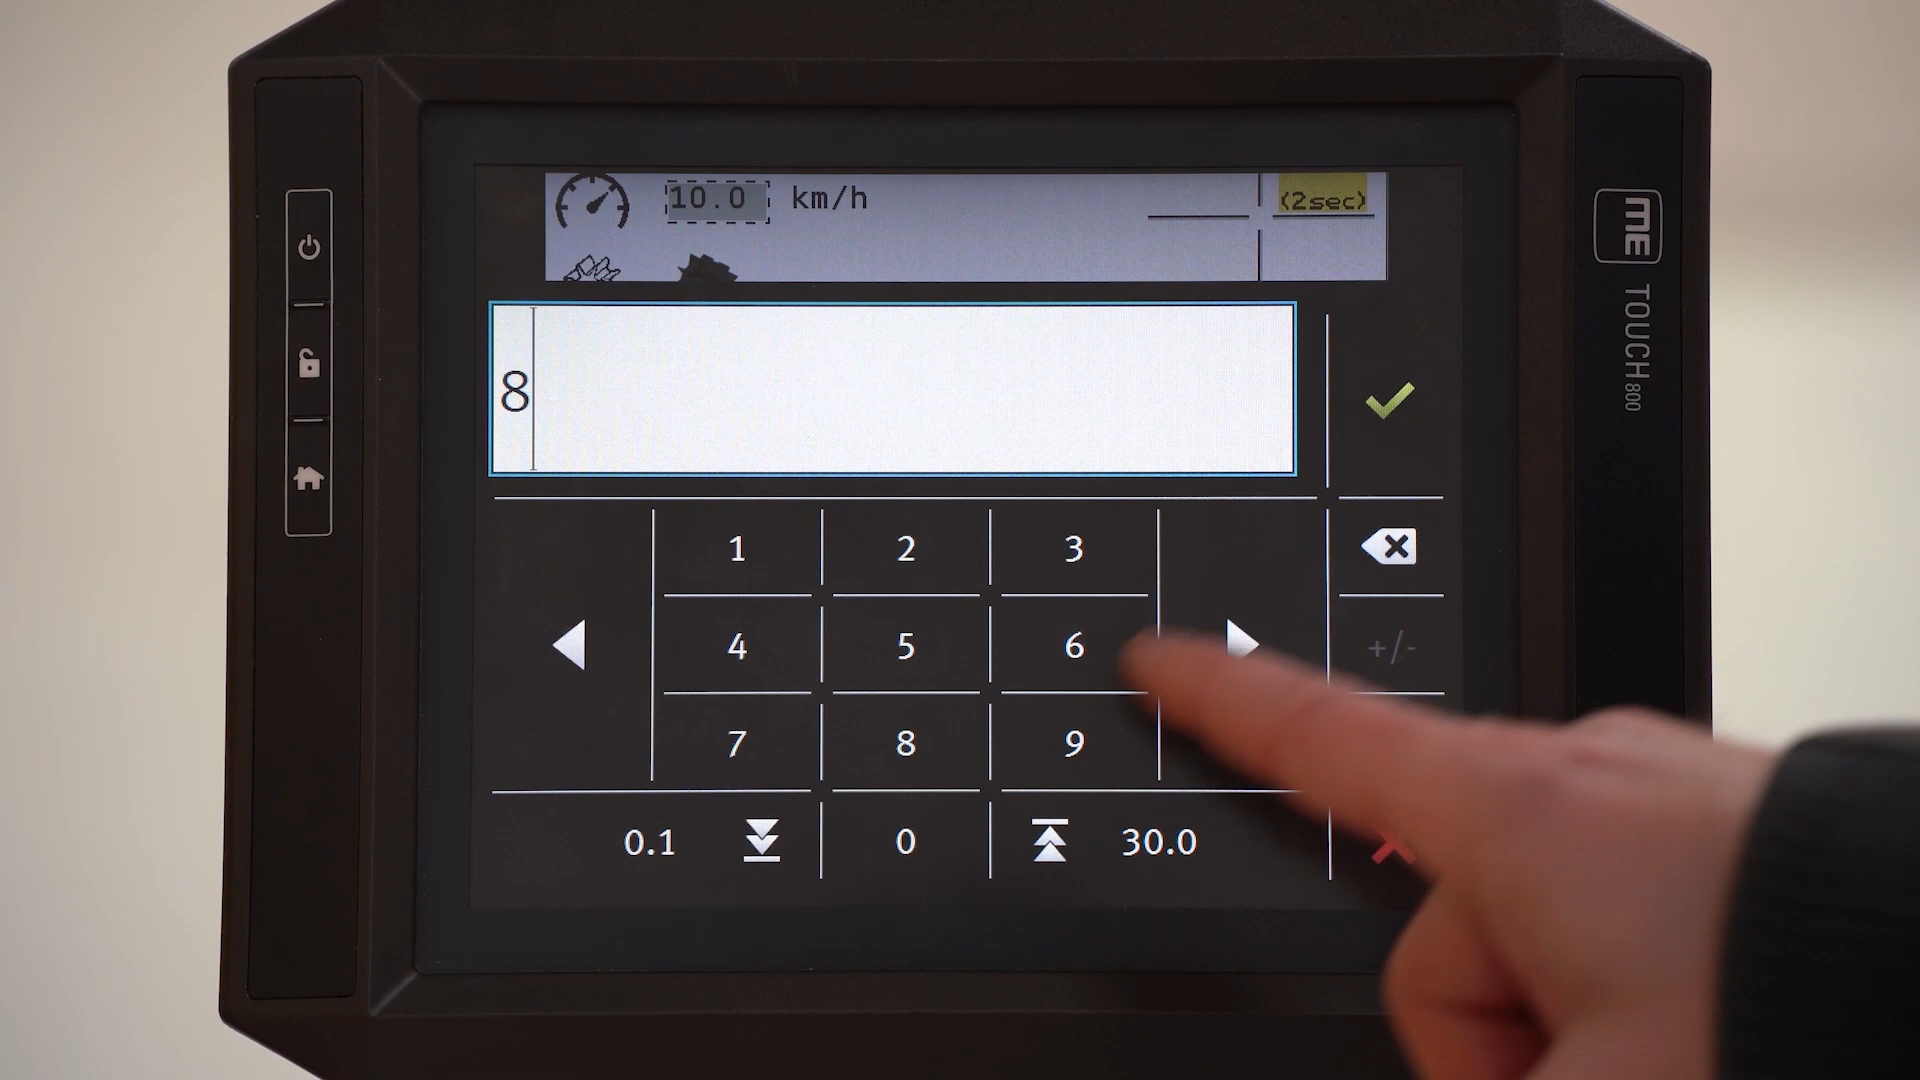 10.0 km/h
(2sec)
8
1 2 3
4 5 6 +/-
7 8 9
0.1 0 30.0
ME
TOUCH 800